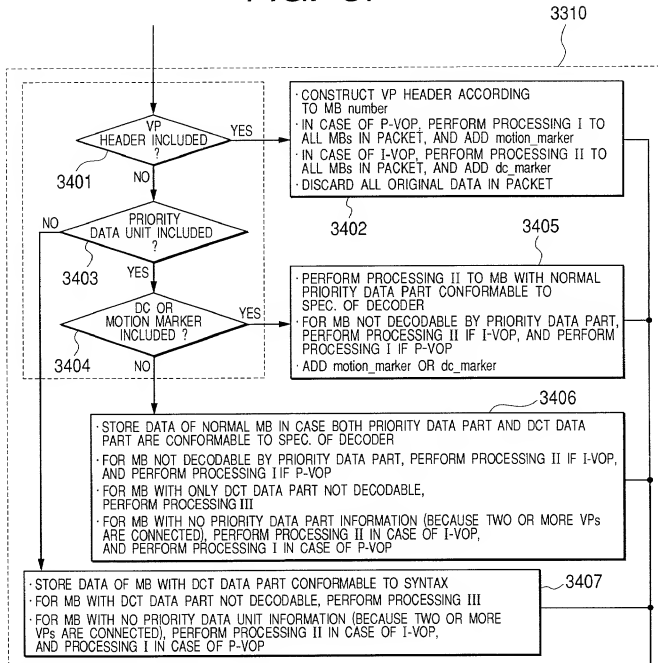 3310
VP
HEADER INCLUDED
?
YES
3401
NO
· CONSTRUCT VP HEADER ACCORDING
TO MB number
· IN CASE OF P-VOP, PERFORM PROCESSING I TO
ALL MBs IN PACKET, AND ADD motion_marker
· IN CASE OF I-VOP, PERFORM PROCESSING II TO
ALL MBs IN PACKET, AND ADD dc_marker
· DISCARD ALL ORIGINAL DATA IN PACKET
3402
NO
PRIORITY
DATA UNIT INCLUDED
?
3403
YES
3405
DC OR
MOTION MARKER
INCLUDED ?
YES
3404
NO
· PERFORM PROCESSING II TO MB WITH NORMAL
PRIORITY DATA PART CONFORMABLE TO
SPEC. OF DECODER
· FOR MB NOT DECODABLE BY PRIORITY DATA PART,
PERFORM PROCESSING II IF I-VOP, AND PERFORM
PROCESSING I IF P-VOP
· ADD motion_marker OR dc_marker
3406
· STORE DATA OF NORMAL MB IN CASE BOTH PRIORITY DATA PART AND DCT DATA
PART ARE CONFORMABLE TO SPEC. OF DECODER
· FOR MB NOT DECODABLE BY PRIORITY DATA PART, PERFORM PROCESSING II IF I-VOP,
AND PERFORM PROCESSING I IF P-VOP
· FOR MB WITH ONLY DCT DATA PART NOT DECODABLE,
PERFORM PROCESSING III
· FOR MB WITH NO PRIORITY DATA PART INFORMATION (BECAUSE TWO OR MORE VPs
ARE CONNECTED), PERFORM PROCESSING II IN CASE OF I-VOP,
AND PERFORM PROCESSING I IN CASE OF P-VOP
3407
· STORE DATA OF MB WITH DCT DATA PART CONFORMABLE TO SYNTAX
· FOR MB WITH DCT DATA PART NOT DECODABLE, PERFORM PROCESSING III
· FOR MB WITH NO PRIORITY DATA UNIT INFORMATION (BECAUSE TWO OR MORE
VPs ARE CONNECTED), PERFORM PROCESSING II IN CASE OF I-VOP,
AND PROCESSING I IN CASE OF P-VOP